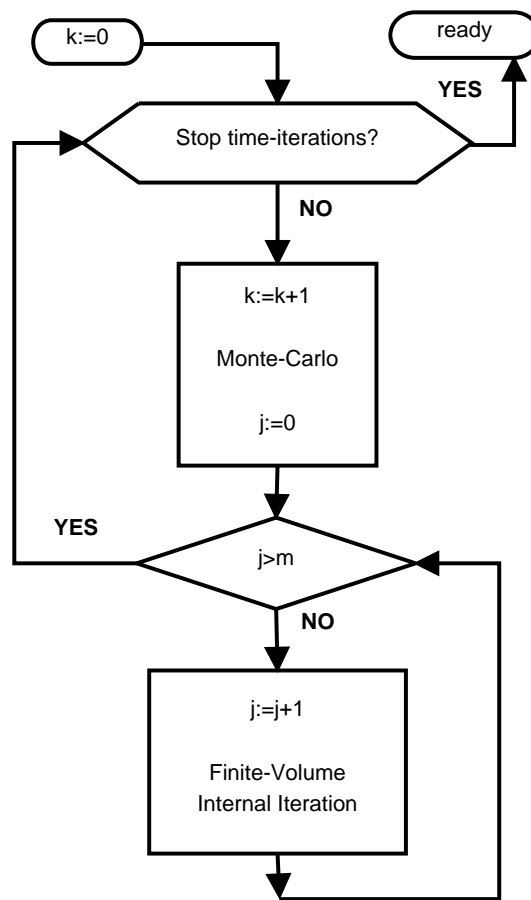 k:=0
ready
YES
Stop time-iterations?
NO
k:=k+1
Monte-Carlo
j:=0
YES
j>m
NO
j:=j+1
Finite-Volume
Internal Iteration